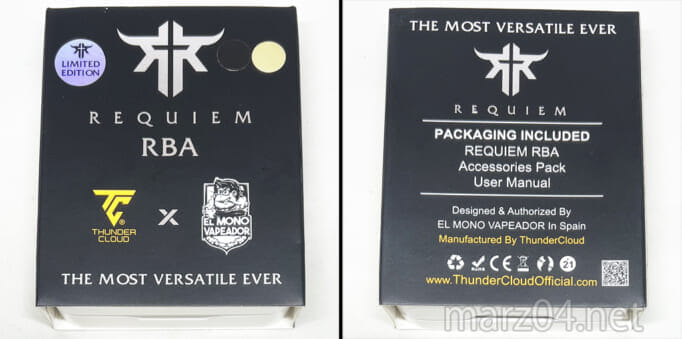 LIMITED
EDITION
REQUIEM
RBA
THUNDER
CLOUD
X
EL MONO
VAPEADOR
THE MOST VERSATILE EVER
THE MOST VERSATILE EVER
REQUIEM
PACKAGING INCLUDED
REQUIEM RBA
Accessories Pack
User Manual
Designed & Authorized By
EL MONO VAPEADOR In Spain
Manufactured By ThunderCloud
CE
21
www.ThunderCloudOfficial.com
marz04.net